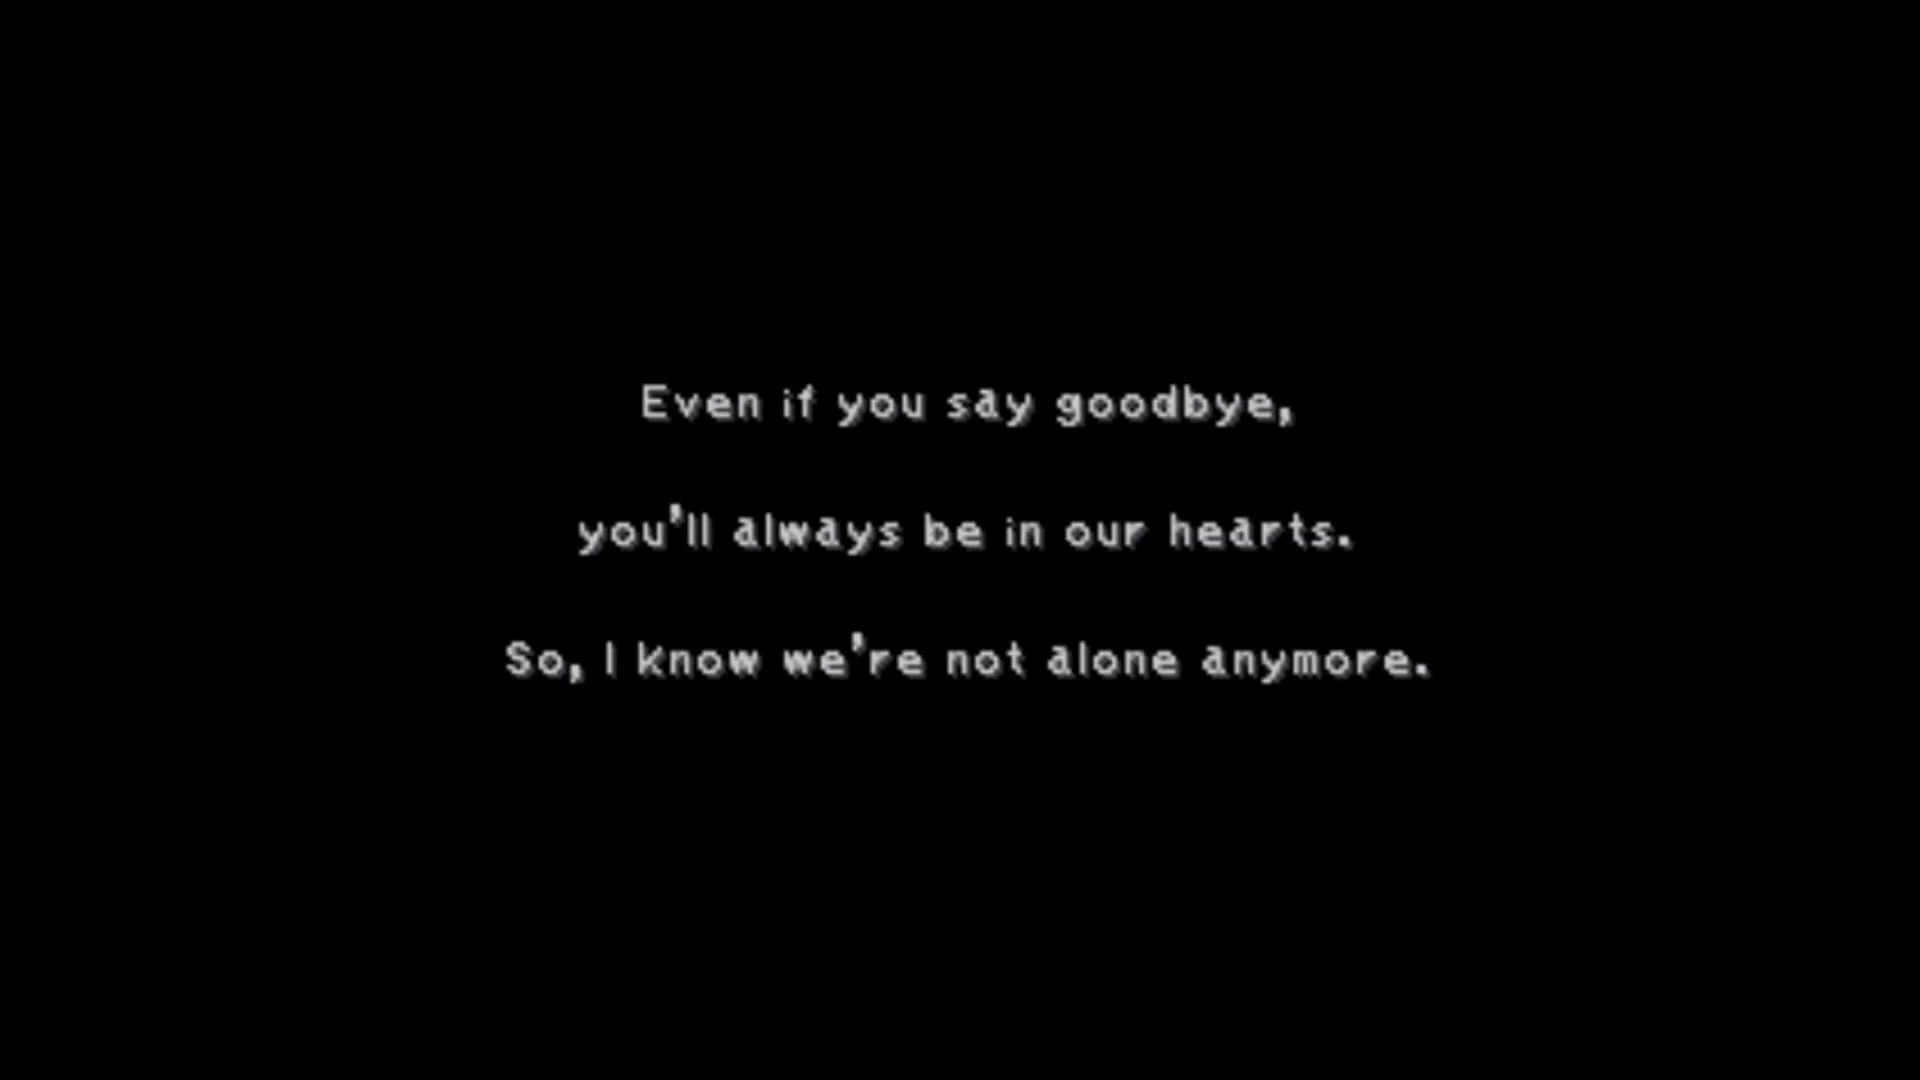 Even if you say goodbye,
you'll always be in our hearts.
So, I know we're not alone anymore.